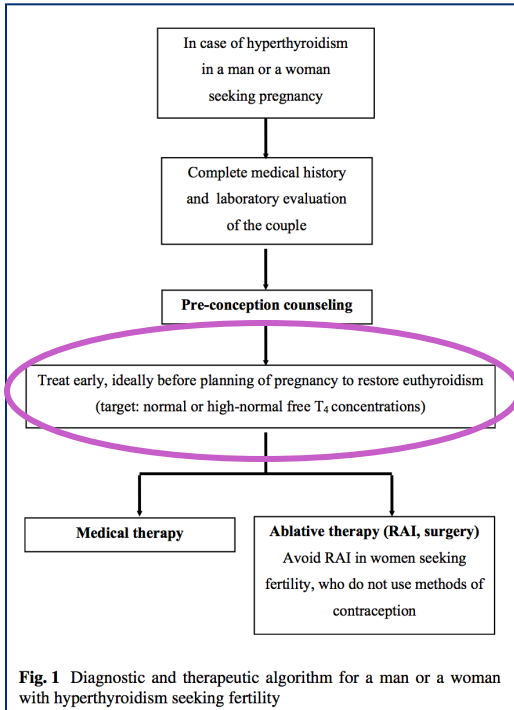 In case of hyperthyroidism
in a man or a woman
seeking pregnancy
Complete medical history
and laboratory evaluation
of the couple
Pre-conception counseling
Treat early, ideally before planning of pregnancy to restore euthyroidism
(target: normal or high-normal free T₄ concentrations)
Medical therapy
Ablative therapy (RAI, surgery)
Avoid RAI in women seeking
fertility, who do not use methods of
contraception
Fig. 1 Diagnostic and therapeutic algorithm for a man or a woman
with hyperthyroidism seeking fertility